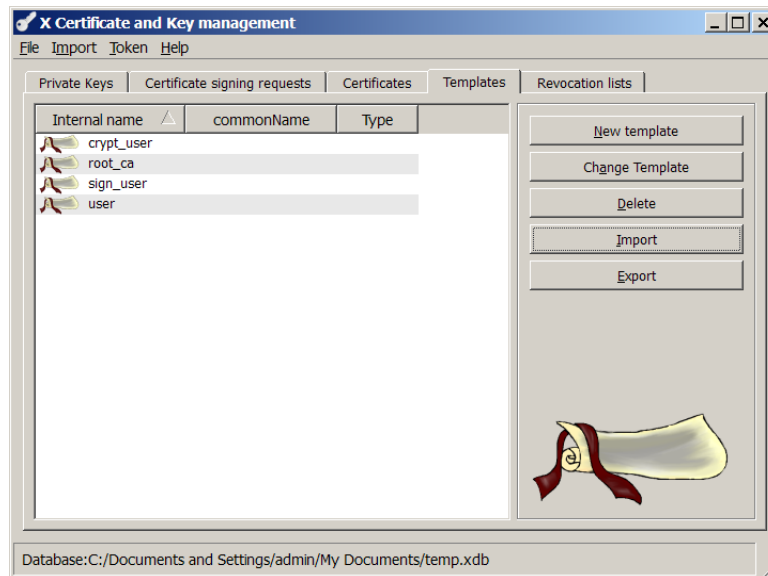 X Certificate and Key management
File Import Token Help
Private Keys Certificate signing requests Certificates Templates Revocation lists
Internal name commonName Type
crypt_user
root_ca
sign_user
user
New template
Change Template
Delete
Import
Export
Database:C:/Documents and Settings/admin/My Documents/temp.xdb